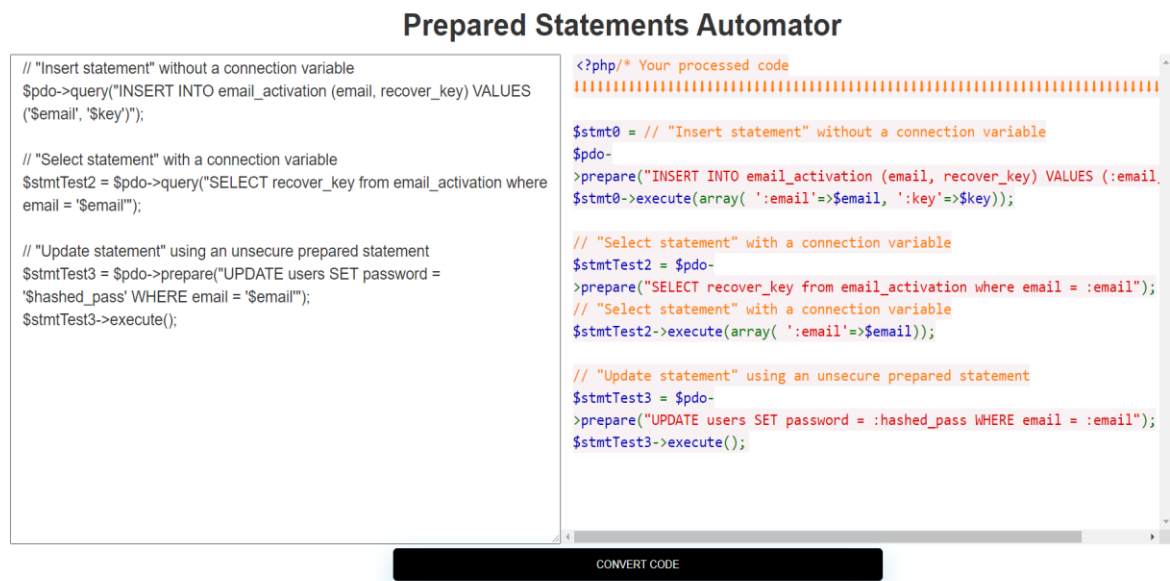 Prepared Statements Automator
// "Insert statement" without a connection variable
$pdo->query("INSERT INTO email_activation (email, recover_key) VALUES
('$email', '$key')");
// "Select statement" with a connection variable
$stmtTest2 = $pdo->query("SELECT recover_key from email_activation where
email = '$email'");
// "Update statement" using an unsecure prepared statement
$stmtTest3 = $pdo->prepare("UPDATE users SET password =
'$hashed_pass' WHERE email = '$email'");
$stmtTest3->execute();
<?php/* Your processed code
$stmt0 = // "Insert statement" without a connection variable
$pdo-
>prepare("INSERT INTO email_activation (email, recover_key) VALUES (:email,
$stmt0->execute(array( ':email'=>$email, ':key'=>$key));
// "Select statement" with a connection variable
$stmtTest2 = $pdo-
>prepare("SELECT recover_key from email_activation where email = :email");
// "Select statement" with a connection variable
$stmtTest2->execute(array( ':email'=>$email));
// "Update statement" using an unsecure prepared statement
$stmtTest3 = $pdo-
>prepare("UPDATE users SET password = :hashed_pass WHERE email = :email");
$stmtTest3->execute();
CONVERT CODE